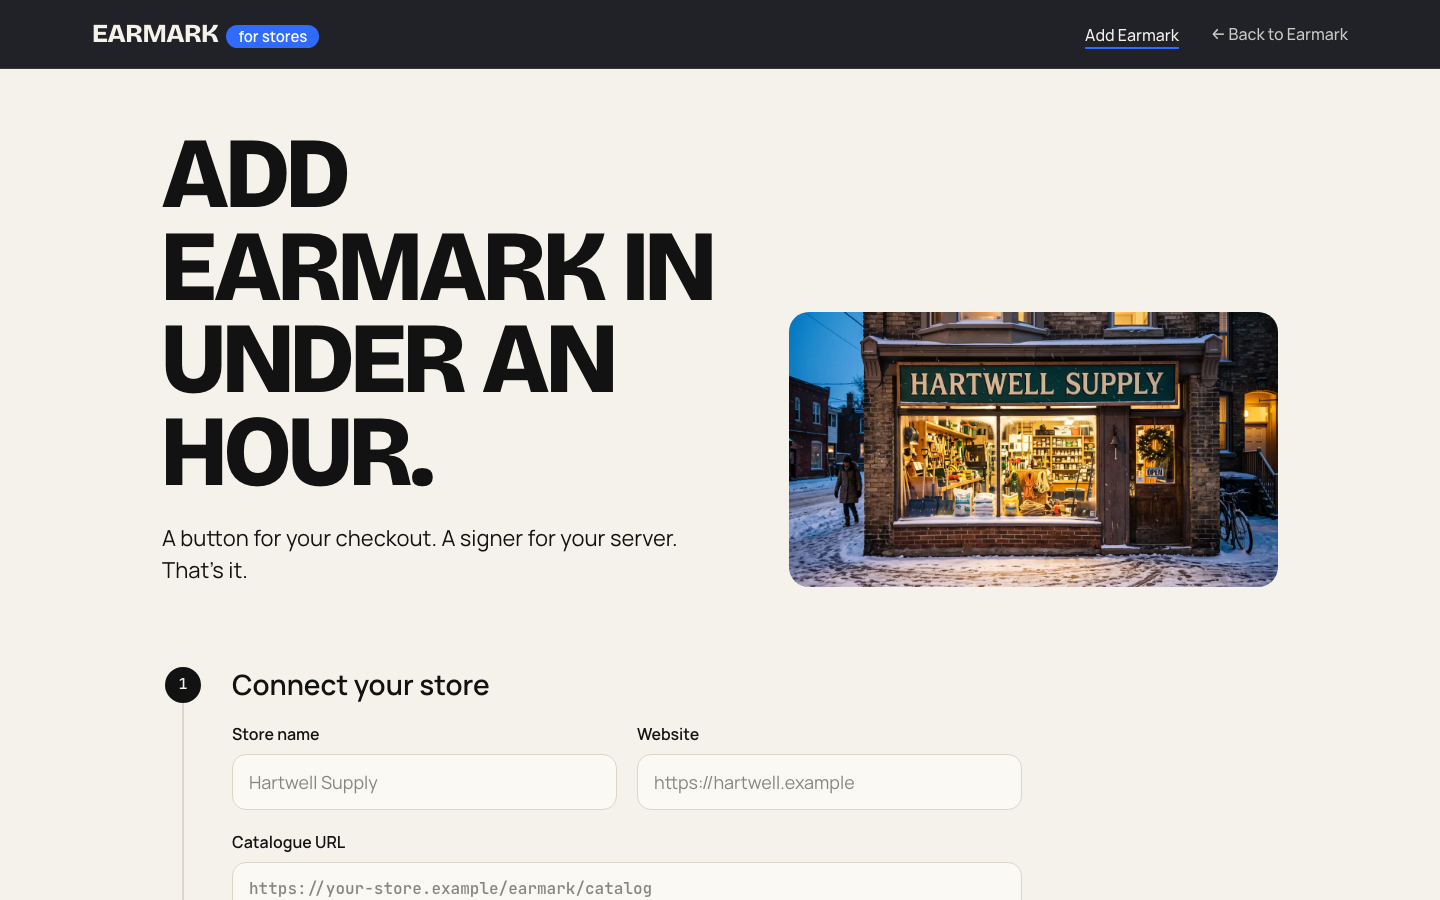 EARMARK for stores
Add Earmark
← Back to Earmark
ADD
EARMARK IN
UNDER AN
HOUR.
A button for your checkout. A signer for your server.
That's it.
HARTWELL SUPPLY
OPEN
1
Connect your store
Store name
Website
Hartwell Supply
https://hartwell.example
Catalogue URL
https://your-store.example/earmark/catalog